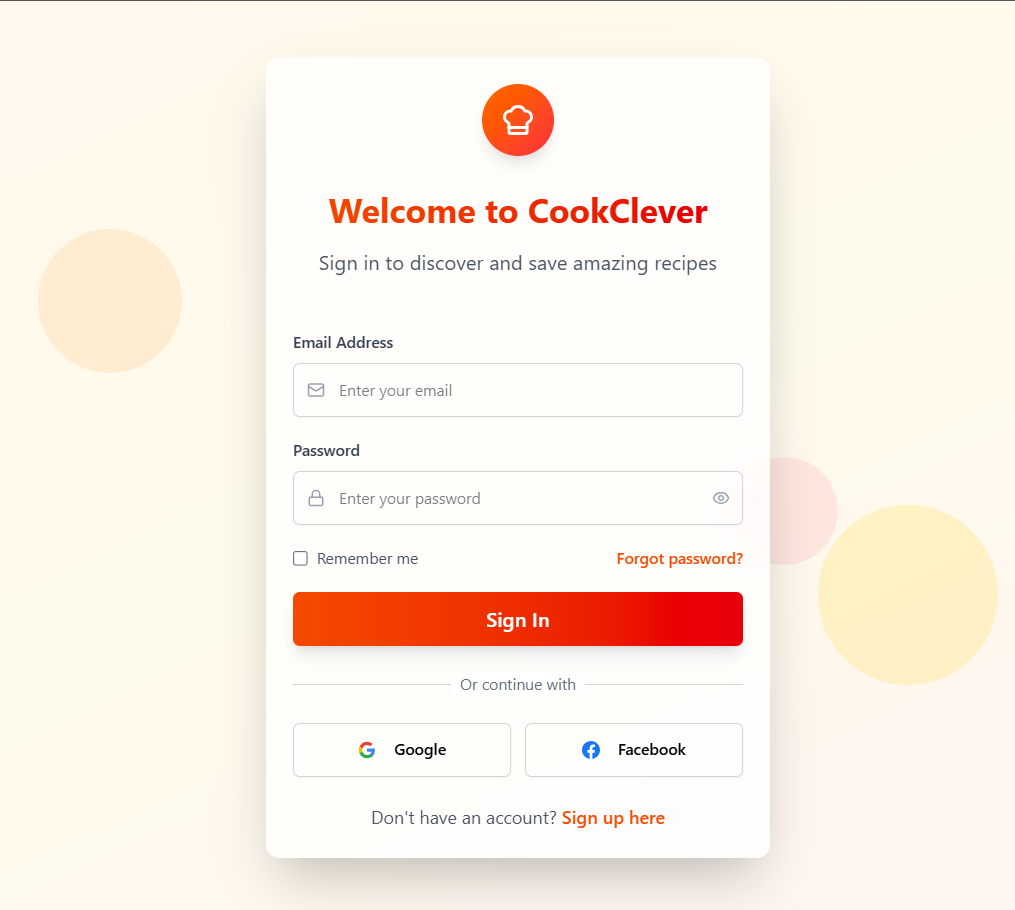 Welcome to CookClever
Sign in to discover and save amazing recipes
Email Address
Enter your email
Password
Enter your password
Remember me
Forgot password?
Sign In
Or continue with
Google
Facebook
Don't have an account? Sign up here